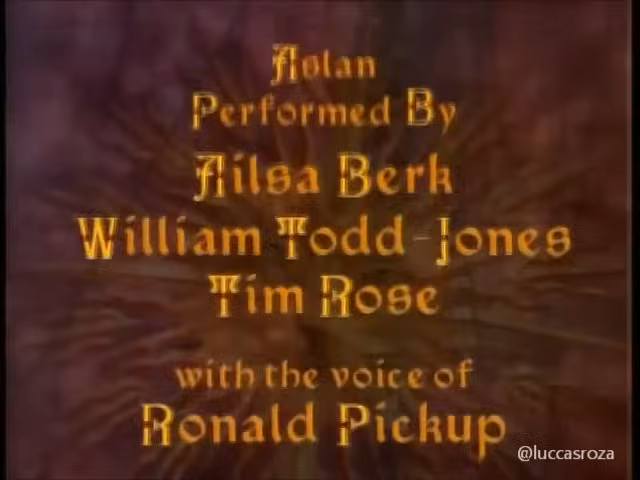 Aslan
Performed By
Ailsa Berk
William Todd-Jones
Tim Rose
with the voice of
Ronald Pickup
@luccasroza